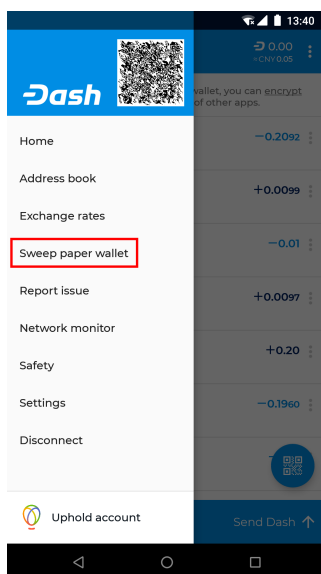 13:40
Dash
Ð 0.00
≈ CNY 0.05
wallet, you can encrypt
of other apps.
Home
−0.2092
Address book
+0.0099
Exchange rates
−0.01
Sweep paper wallet
Report issue
+0.0097
Network monitor
+0.20
Safety
Settings
−0.1960
Disconnect
Uphold account
Send Dash